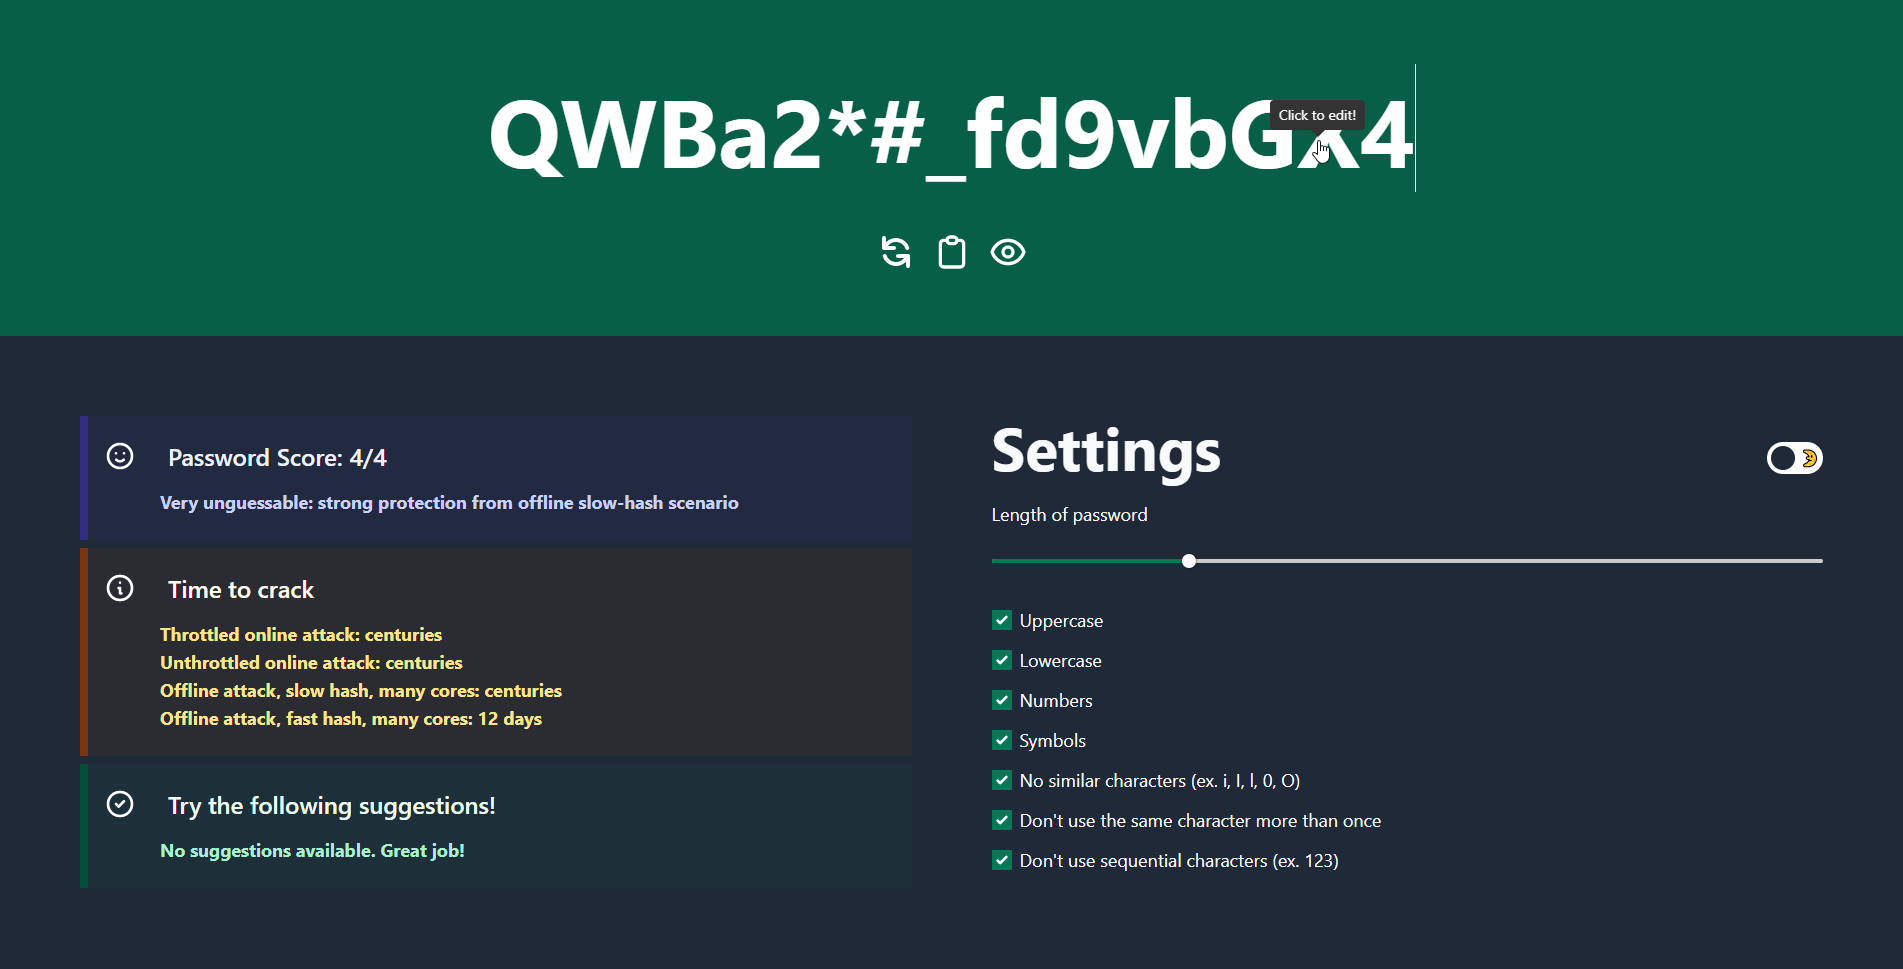 QWBa2*#_fd9vbGX4
Click to edit!
Password Score: 4/4
Very unguessable: strong protection from offline slow-hash scenario
Time to crack
Throttled online attack: centuries
Unthrottled online attack: centuries
Offline attack, slow hash, many cores: centuries
Offline attack, fast hash, many cores: 12 days
Try the following suggestions!
No suggestions available. Great job!
Settings
Length of password
Uppercase
Lowercase
Numbers
Symbols
No similar characters (ex. i, I, l, 0, O)
Don't use the same character more than once
Don't use sequential characters (ex. 123)